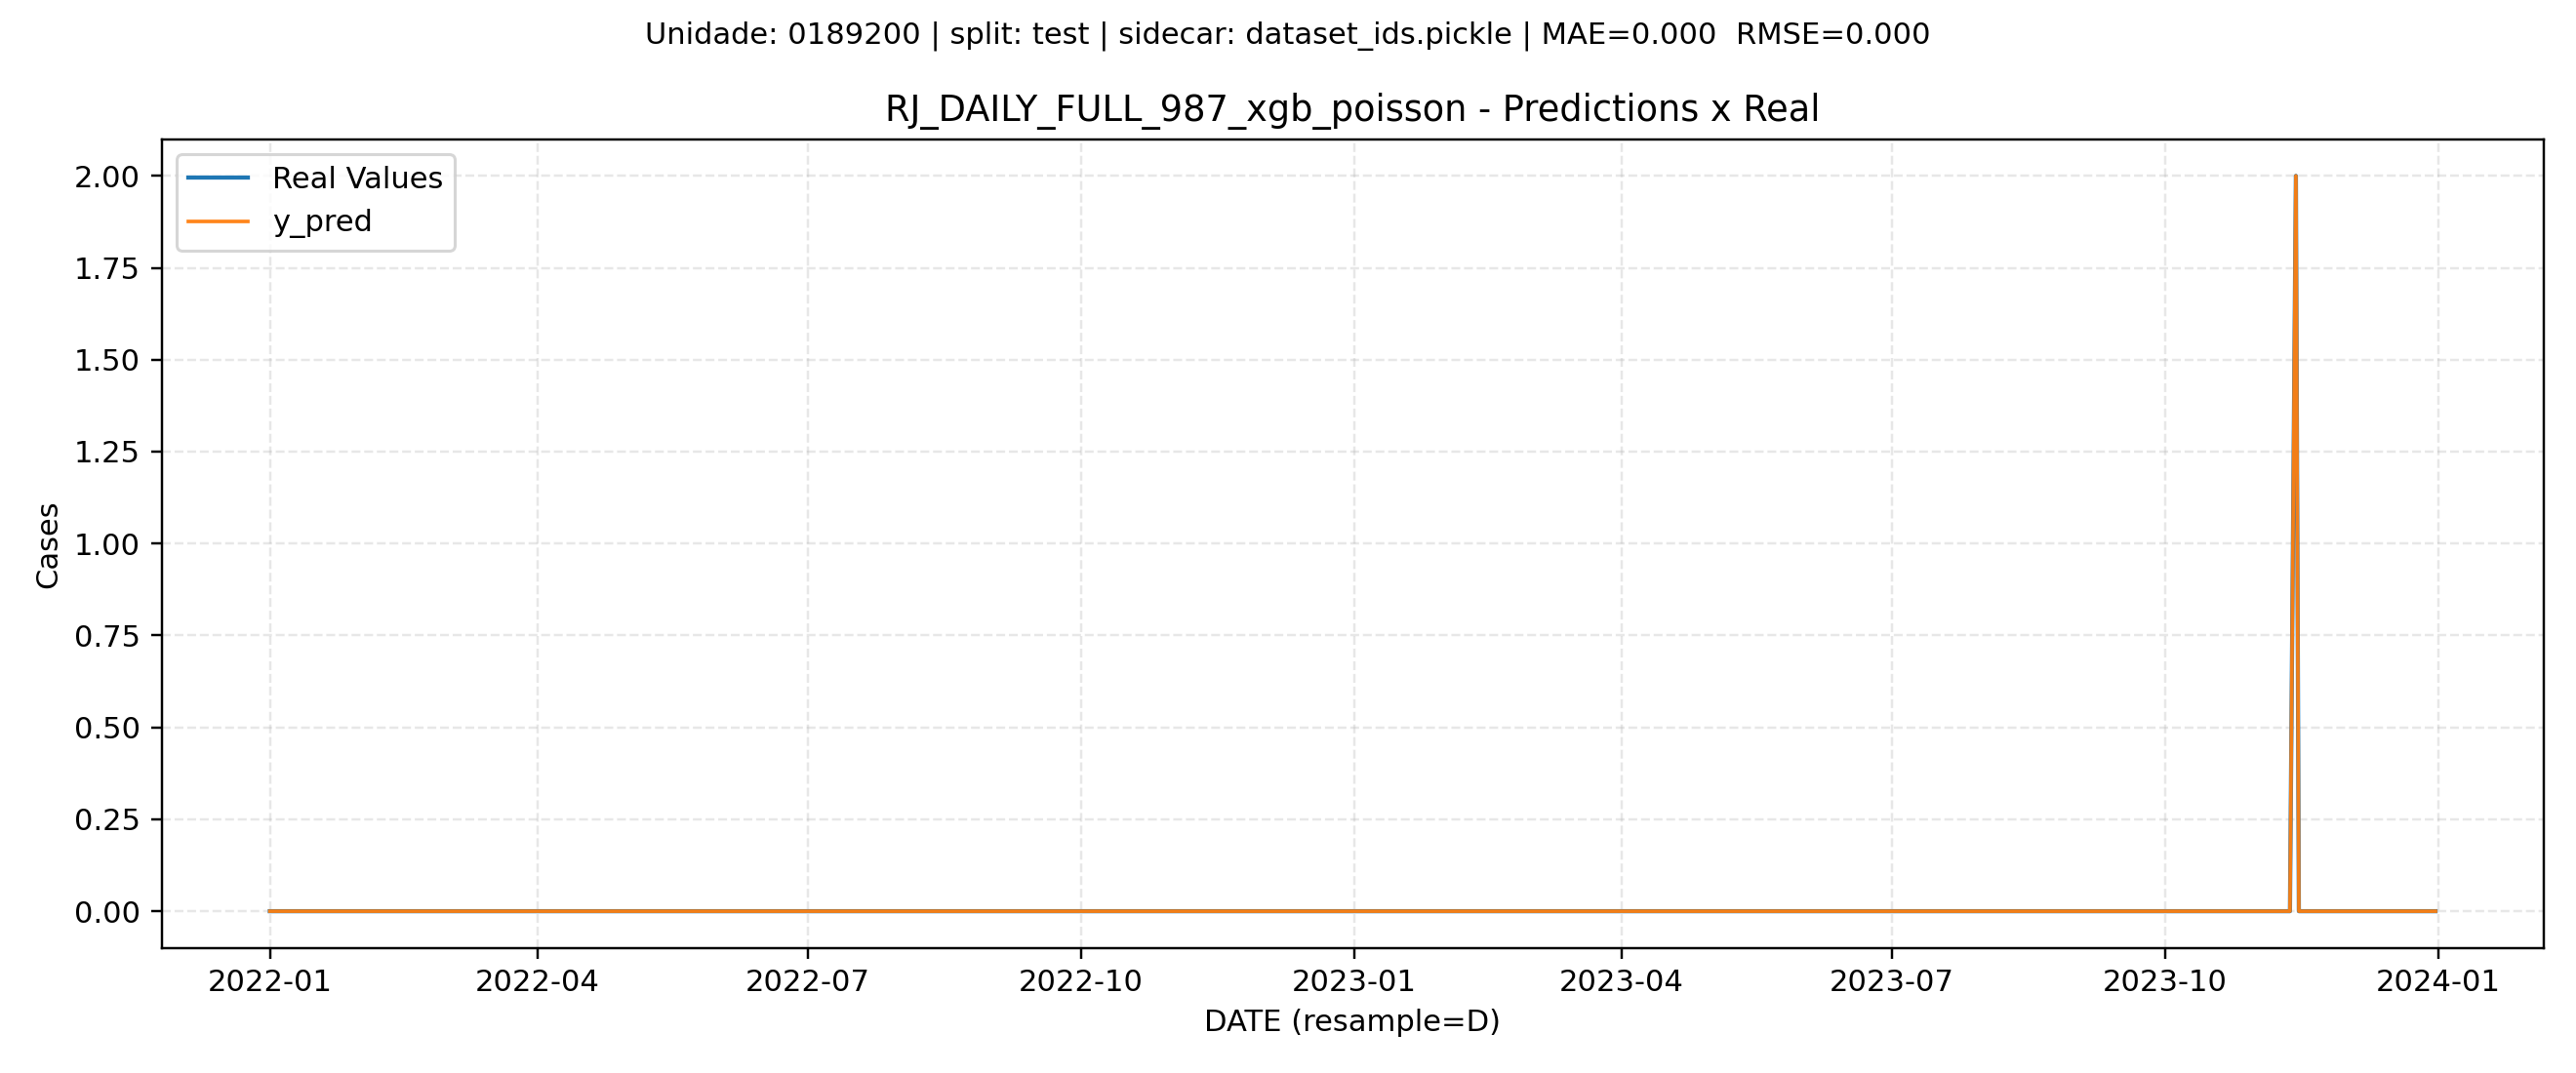 Unidade: 0189200 | split: test | sidecar: dataset_ids.pickle | MAE=0.000  RMSE=0.000
RJ_DAILY_FULL_987_xgb_poisson - Predictions x Real
Real Values
y_pred
2.00
1.75
1.50
1.25
1.00
0.75
0.50
0.25
0.00
Cases
2022-01 2022-04 2022-07 2022-10 2023-01 2023-04 2023-07 2023-10 2024-01
DATE (resample=D)